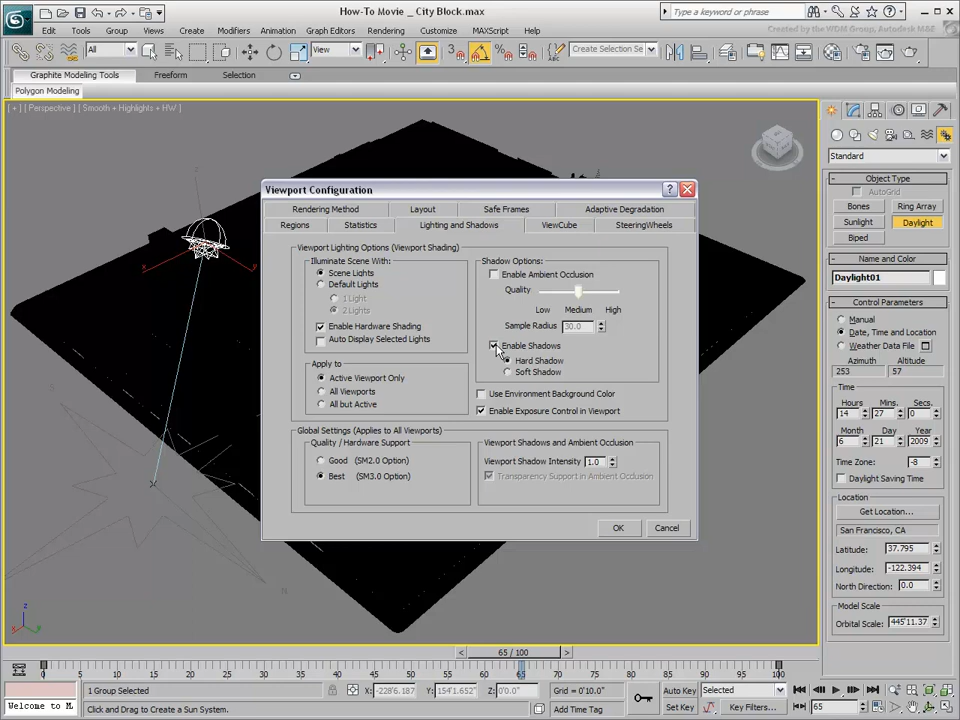 How-To Movie _ City Block.max
Type a keyword or phrase
Edit Tools Group Views Create Modifiers Animation Graph Editors Rendering Customize MAXScript Help
Created by the WDM Group, Autodesk M&E
All View Create Selection Se
Graphite Modeling Tools Freeform Selection
Polygon Modeling
[ + ] [ Perspective ] [ Smooth + Highlights + HW ]
Viewport Configuration
Rendering Method Layout Safe Frames Adaptive Degradation
Regions Statistics Lighting and Shadows ViewCube SteeringWheels
Viewport Lighting Options (Viewport Shading)
Illuminate Scene With:
Scene Lights
Default Lights
1 Light
2 Lights
Enable Hardware Shading
Auto Display Selected Lights
Apply to
Active Viewport Only
All Viewports
All but Active
Shadow Options:
Enable Ambient Occlusion
Quality
Low Medium High
Sample Radius 30.0
Enable Shadows
Hard Shadow
Soft Shadow
Use Environment Background Color
Enable Exposure Control in Viewport
Global Settings (Applies to All Viewports)
Quality / Hardware Support
Good (SM2.0 Option)
Best (SM3.0 Option)
Viewport Shadows and Ambient Occlusion
Viewport Shadow Intensity 1.0
Transparency Support in Ambient Occlusion
OK Cancel
Standard
Object Type
AutoGrid
Bones Ring Array
Sunlight Daylight
Biped
Name and Color
Daylight01
Control Parameters
Manual
Date, Time and Location
Weather Data File
Azimuth Altitude
253 57
Time
Hours Mins. Secs.
14 27 0
Month Day Year
6 21 2009
Time Zone: -8
Daylight Saving Time
Location
Get Location...
San Francisco, CA
Latitude: 37.795
Longitude: -122.394
North Direction: 0.0
Model Scale
Orbital Scale: 445'11.37
z
x y
< 65 / 100 >
0 5 10 15 20 25 30 35 40 45 50 55 60 65 70 75 80 85 90 95 100
1 Group Selected X: -228'6.187 Y: 154'1.652" Z: 0'0.0" Grid = 0'10.0" Auto Key Selected
Welcome to M Click and Drag to Create a Sun System. Add Time Tag Set Key Key Filters... 65